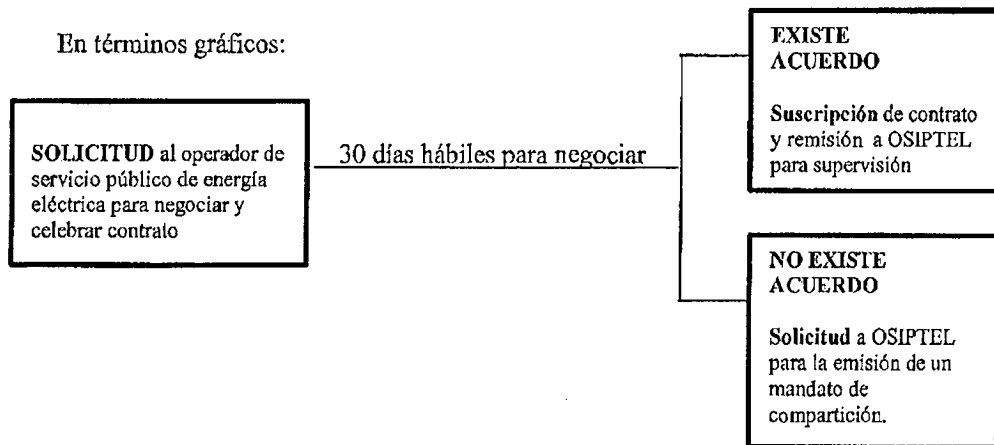 En términos gráficos:
SOLICITUD al operador de
servicio público de energía
eléctrica para negociar y
celebrar contrato
30 días hábiles para negociar
EXISTE
ACUERDO
Suscripción de contrato
y remisión a OSIPTEL
para supervisión
NO EXISTE
ACUERDO
Solicitud a OSIPTEL
para la emisión de un
mandato de
compartición.